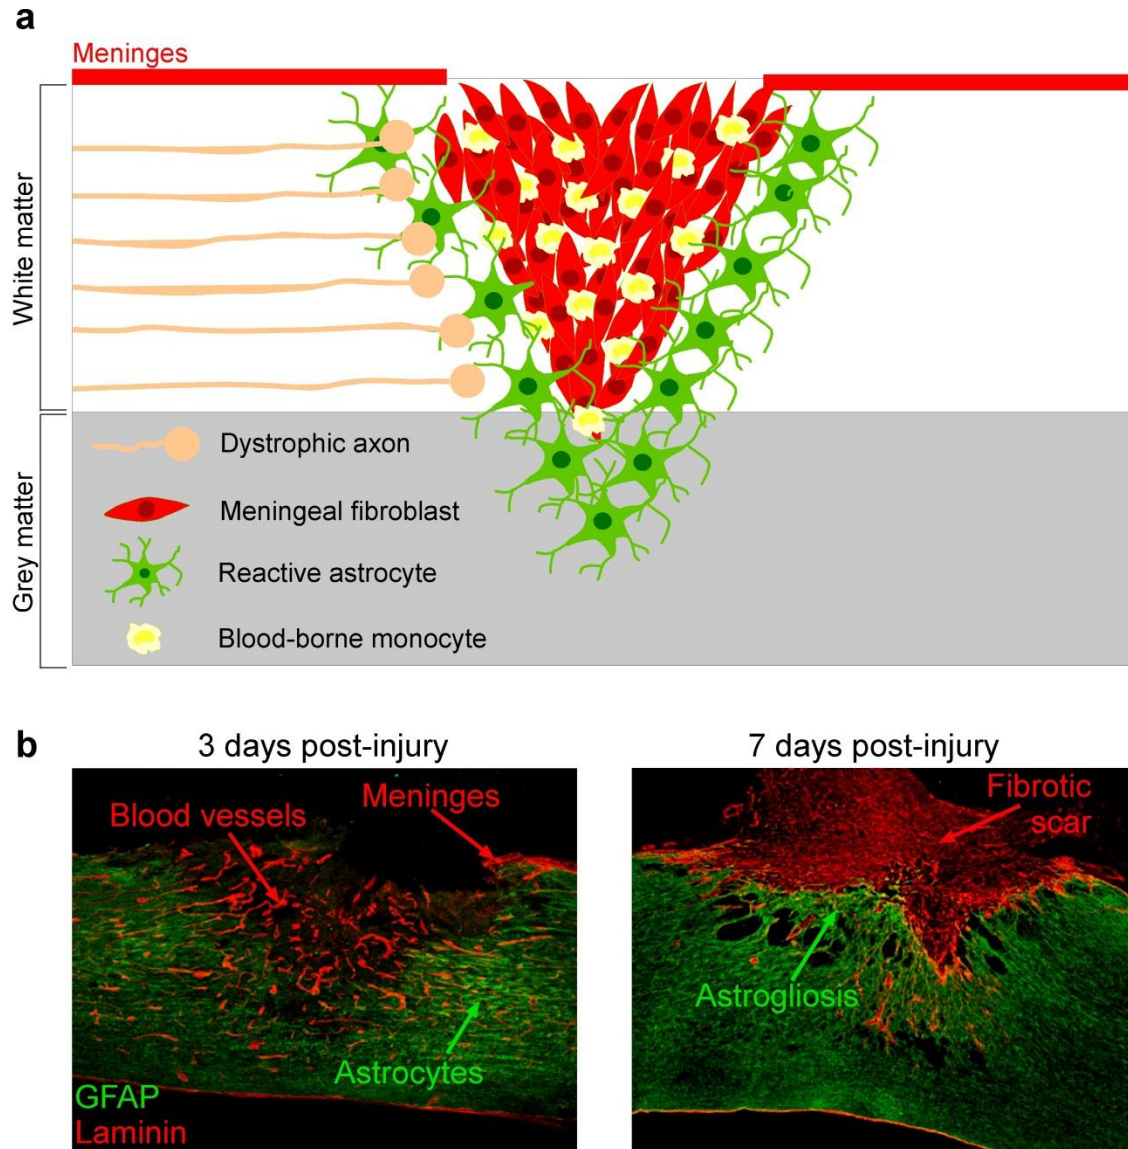 a
Meninges
White matter
Grey matter
Dystrophic axon
Meningeal fibroblast
Reactive astrocyte
Blood-borne monocyte
b
3 days post-injury
7 days post-injury
Blood vessels
Meninges
Astrocytes
GFAP
Laminin
Fibrotic
scar
Astrogliosis